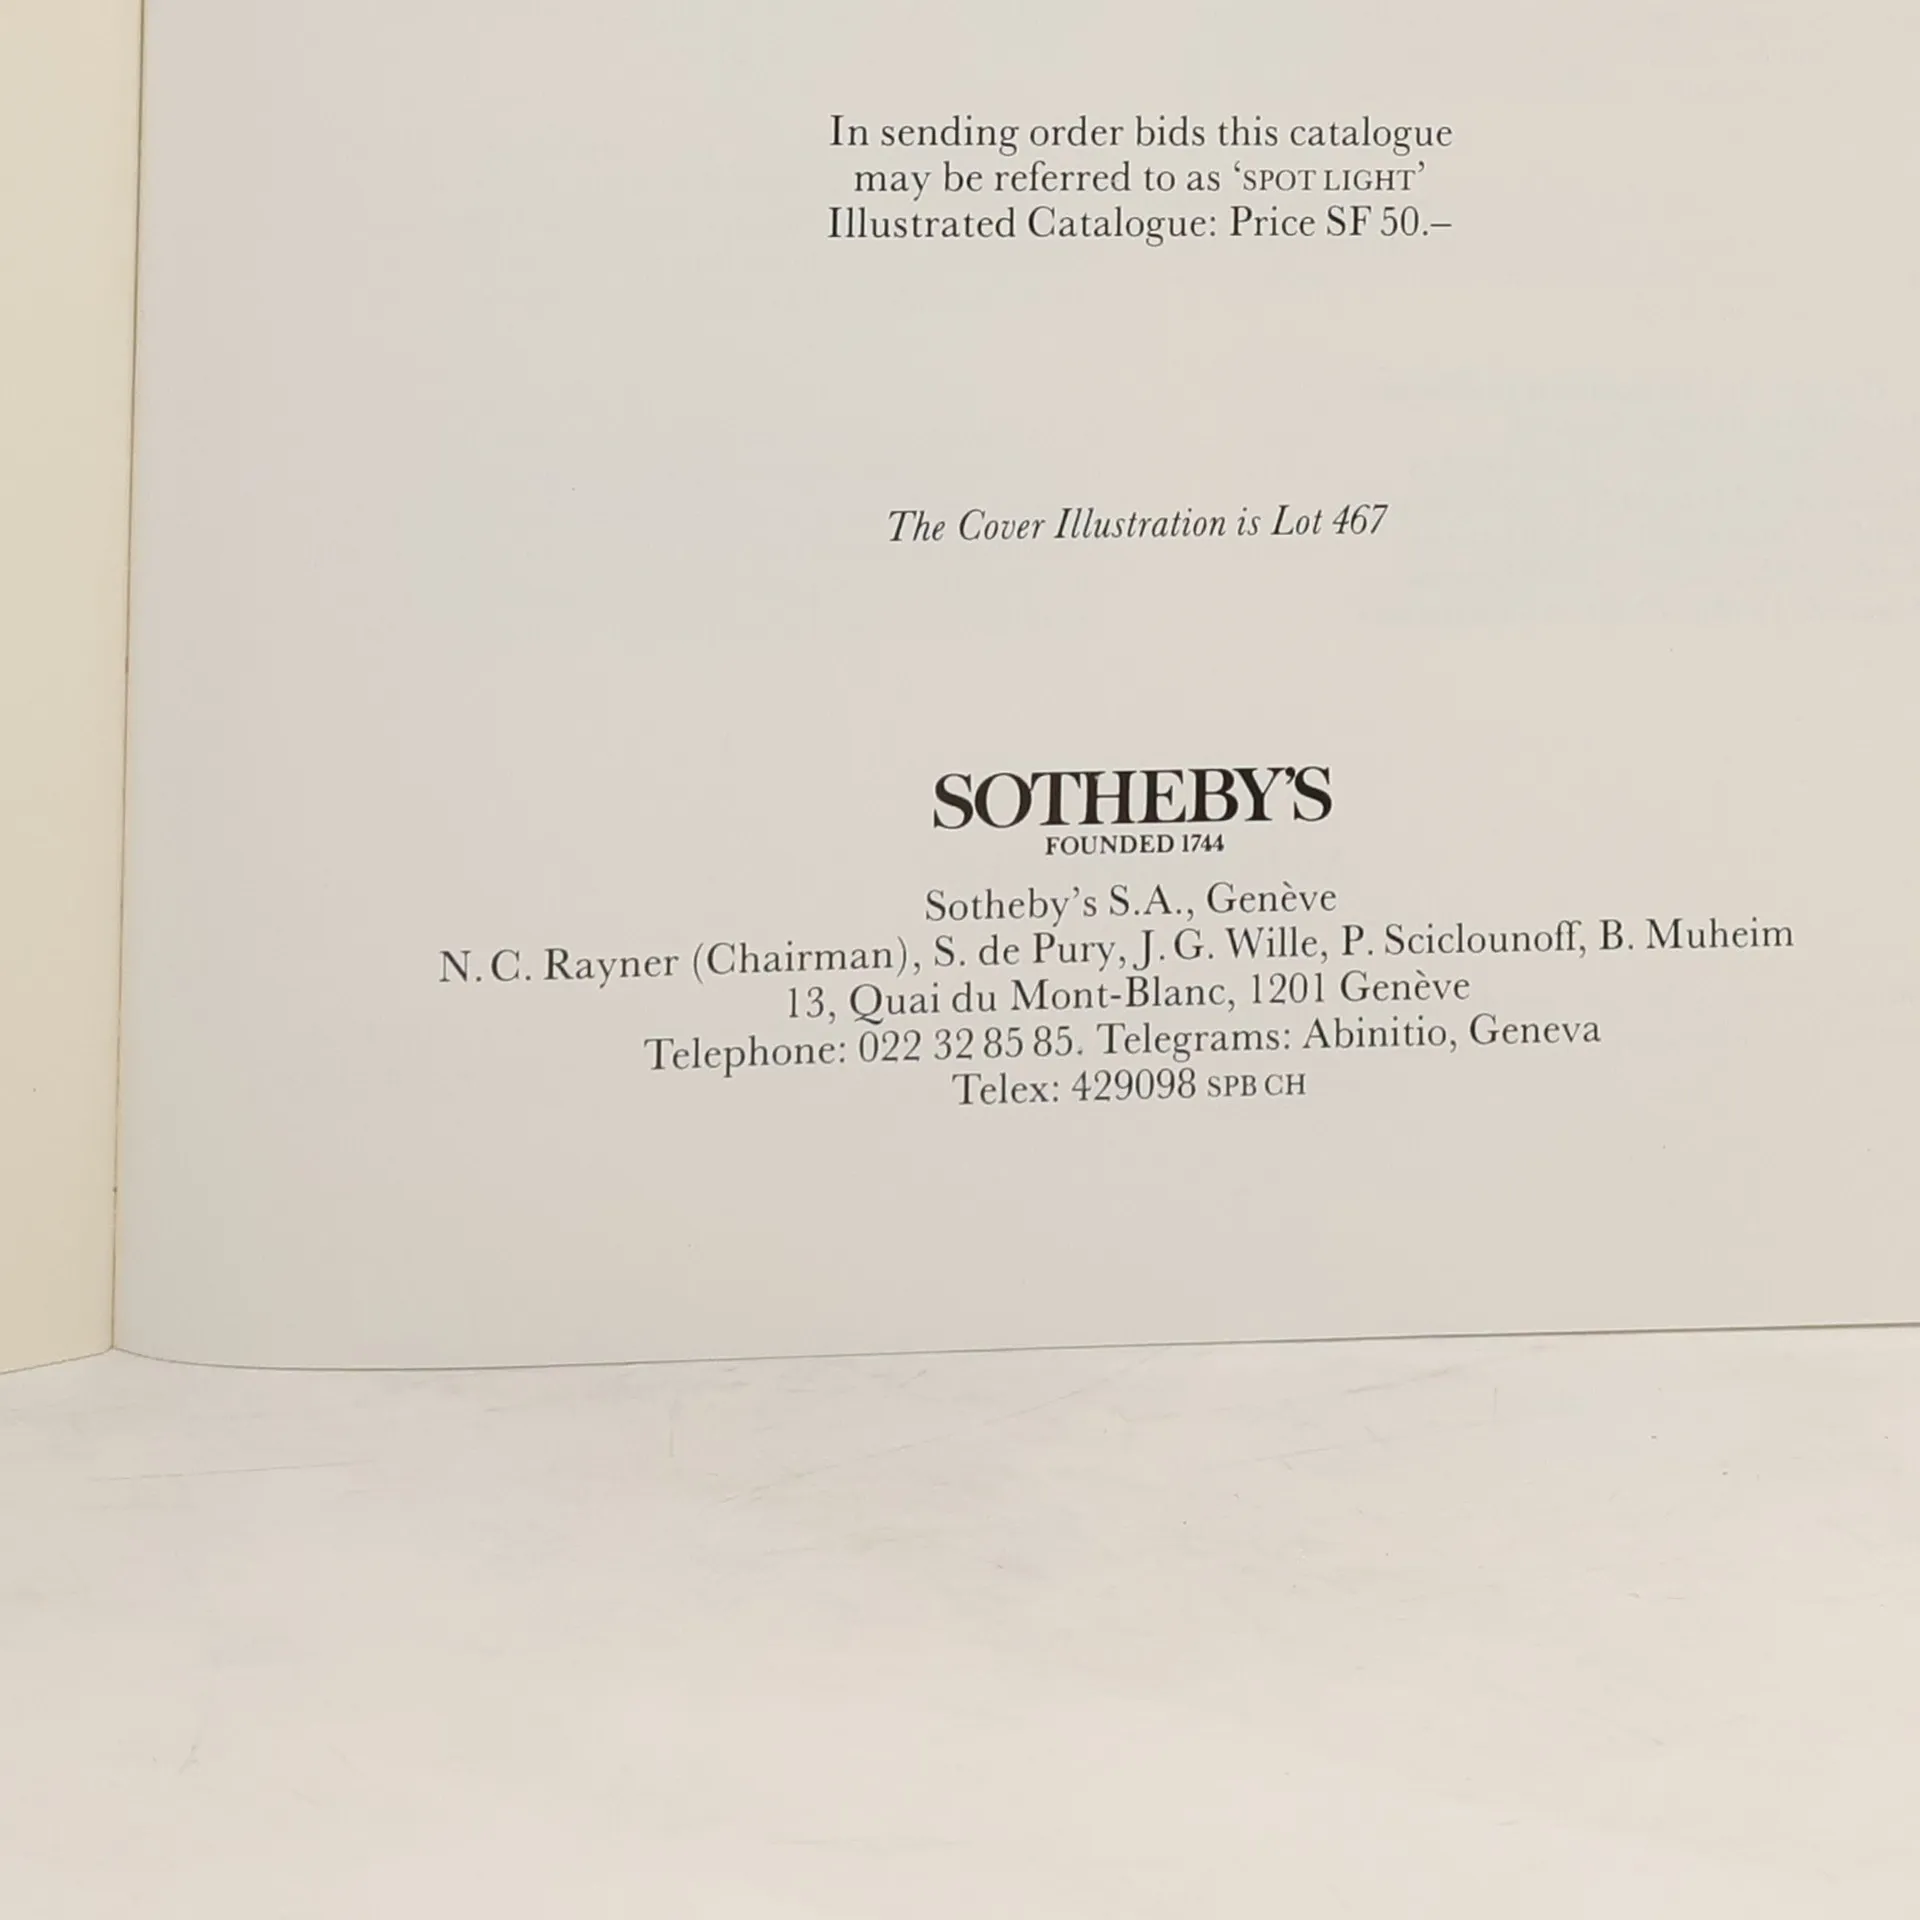 In sending order bids this catalogue
may be referred to as ‘SPOT LIGHT’
Illustrated Catalogue: Price SF 50.–
The Cover Illustration is Lot 467
SOTHEBY’S
FOUNDED 1744
Sotheby’s S.A., Genève
N. C. Rayner (Chairman), S. de Pury, J. G. Wille, P. Sciclounoff, B. Muheim
13, Quai du Mont-Blanc, 1201 Genève
Telephone: 022 32 85 85. Telegrams: Abinitio, Geneva
Telex: 429098 SPB CH